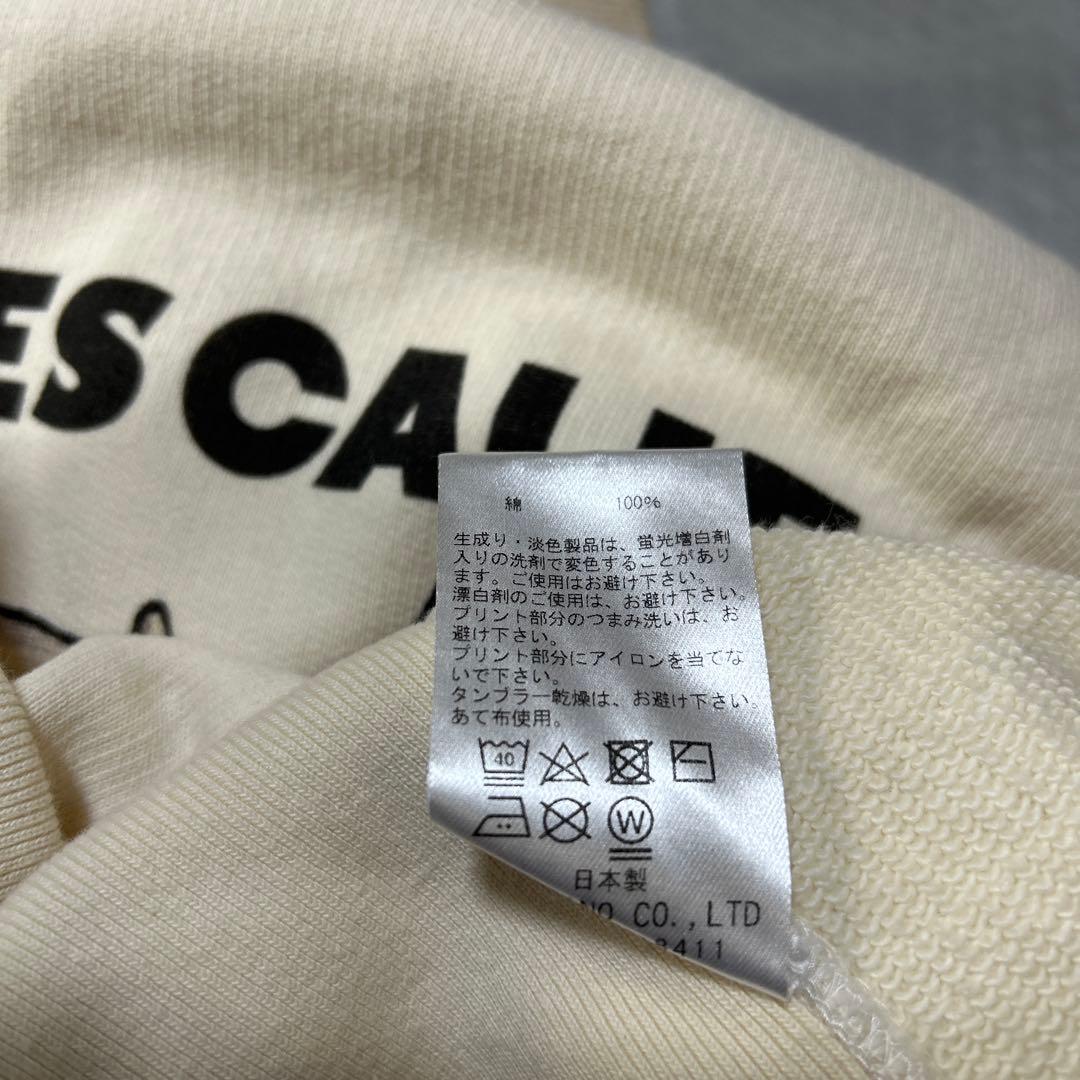 ES CALI
綿 100%
生成り・淡色製品は、蛍光増白剤
入りの洗剤で変色することがあり
ます。ご使用はお避け下さい。
漂白剤のご使用は、お避け下さい。
プリント部分のつまみ洗いは、お
避け下さい。
プリント部分にアイロンを当てな
いで下さい。
タンブラー乾燥は、お避け下さい。
あて布使用。
40
W
日本製
NO CO.,LTD
3411